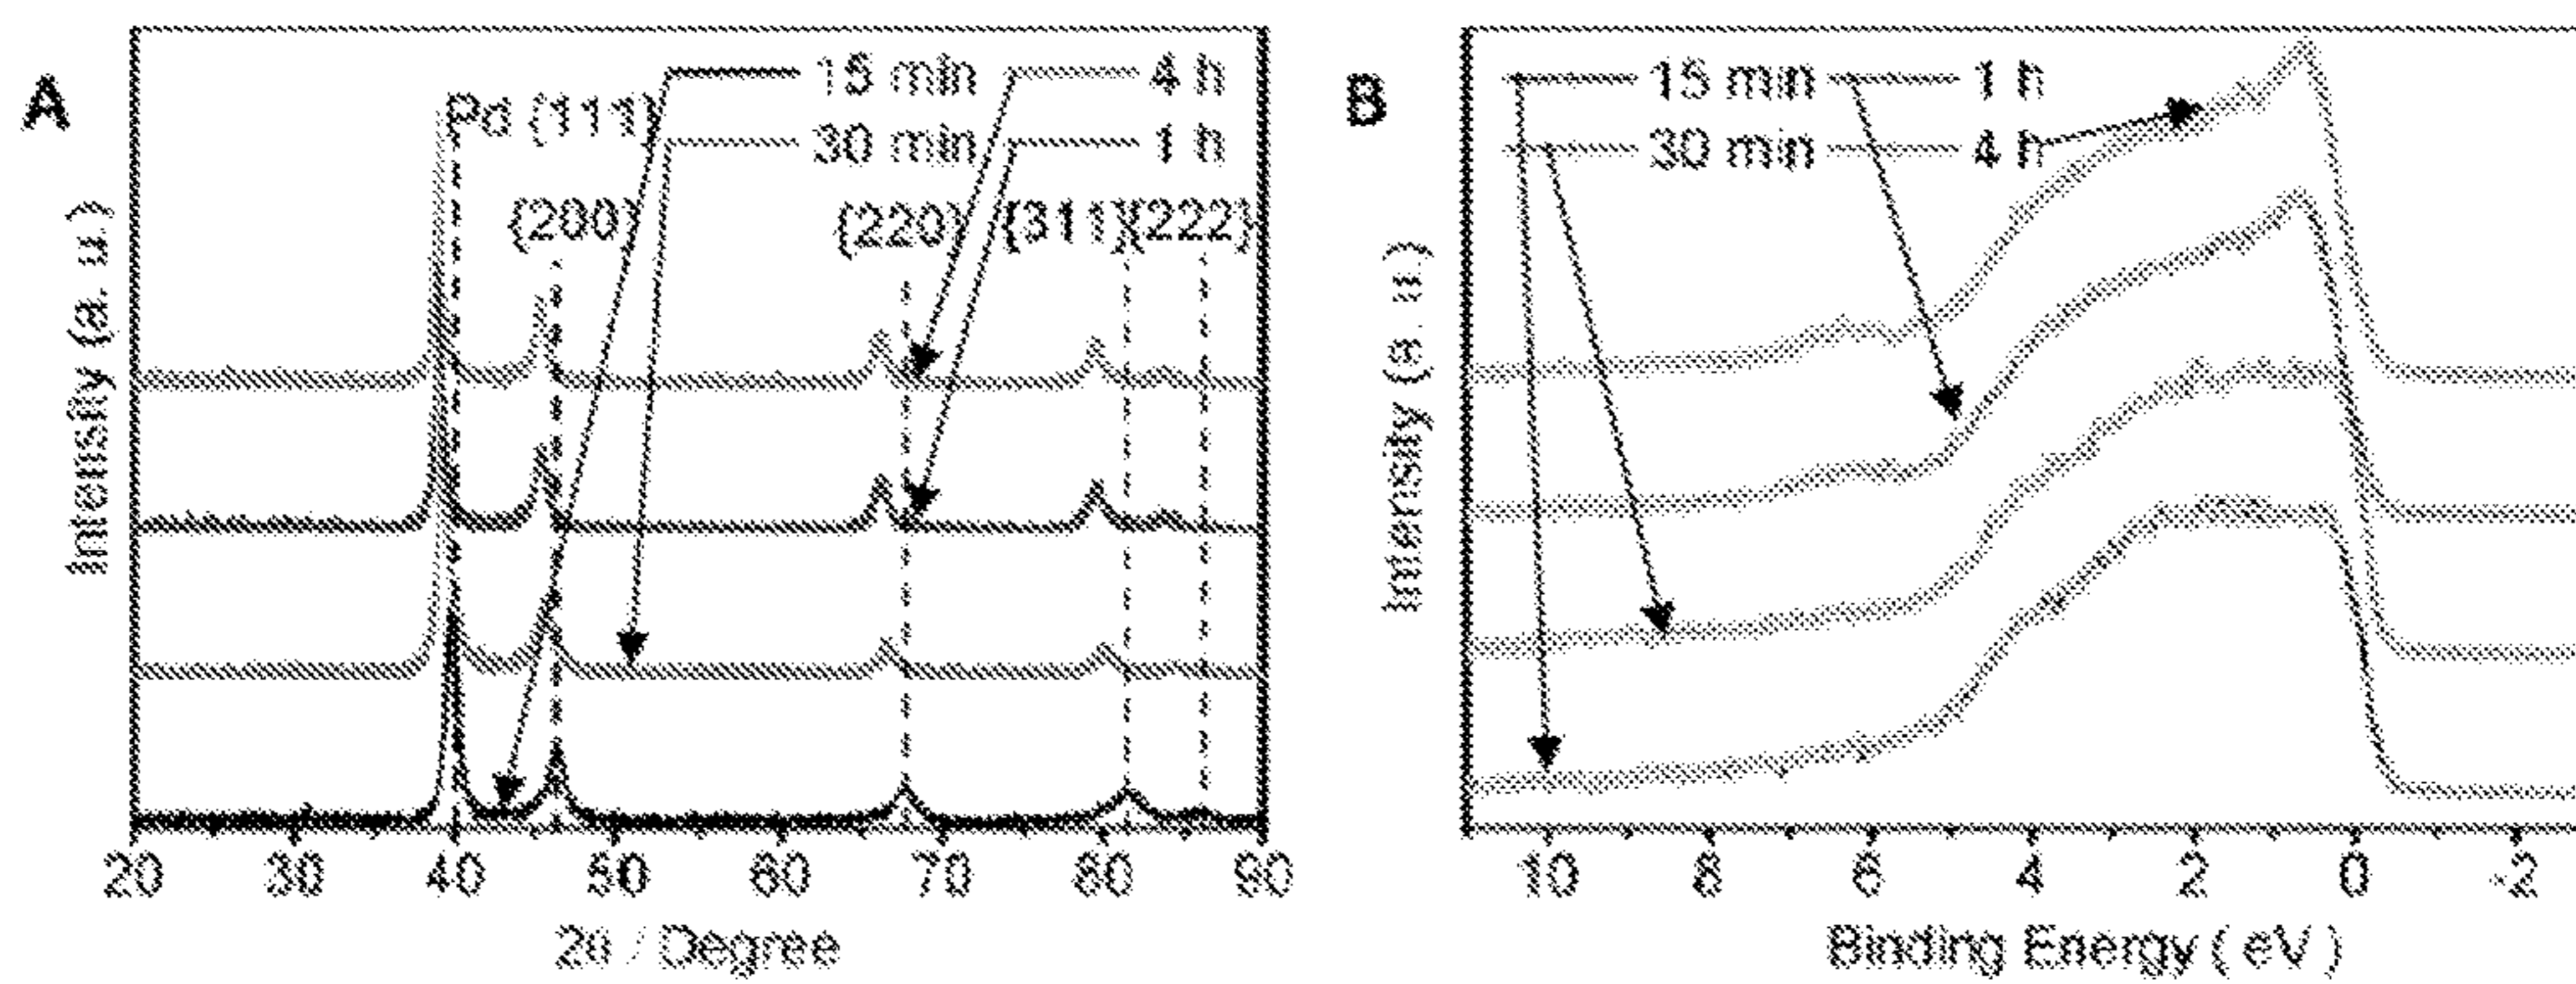 A
15 min
4 h
Pd {111}
30 min
1 h
{200}
{220}
{311}
{222}
Intensity (a. u.)
20 30 40 50 60 70 80 90
2θ / Degree
B
15 min
1 h
30 min
4 h
Intensity (a. u.)
10 8 6 4 2 0 -2
Binding Energy ( eV )